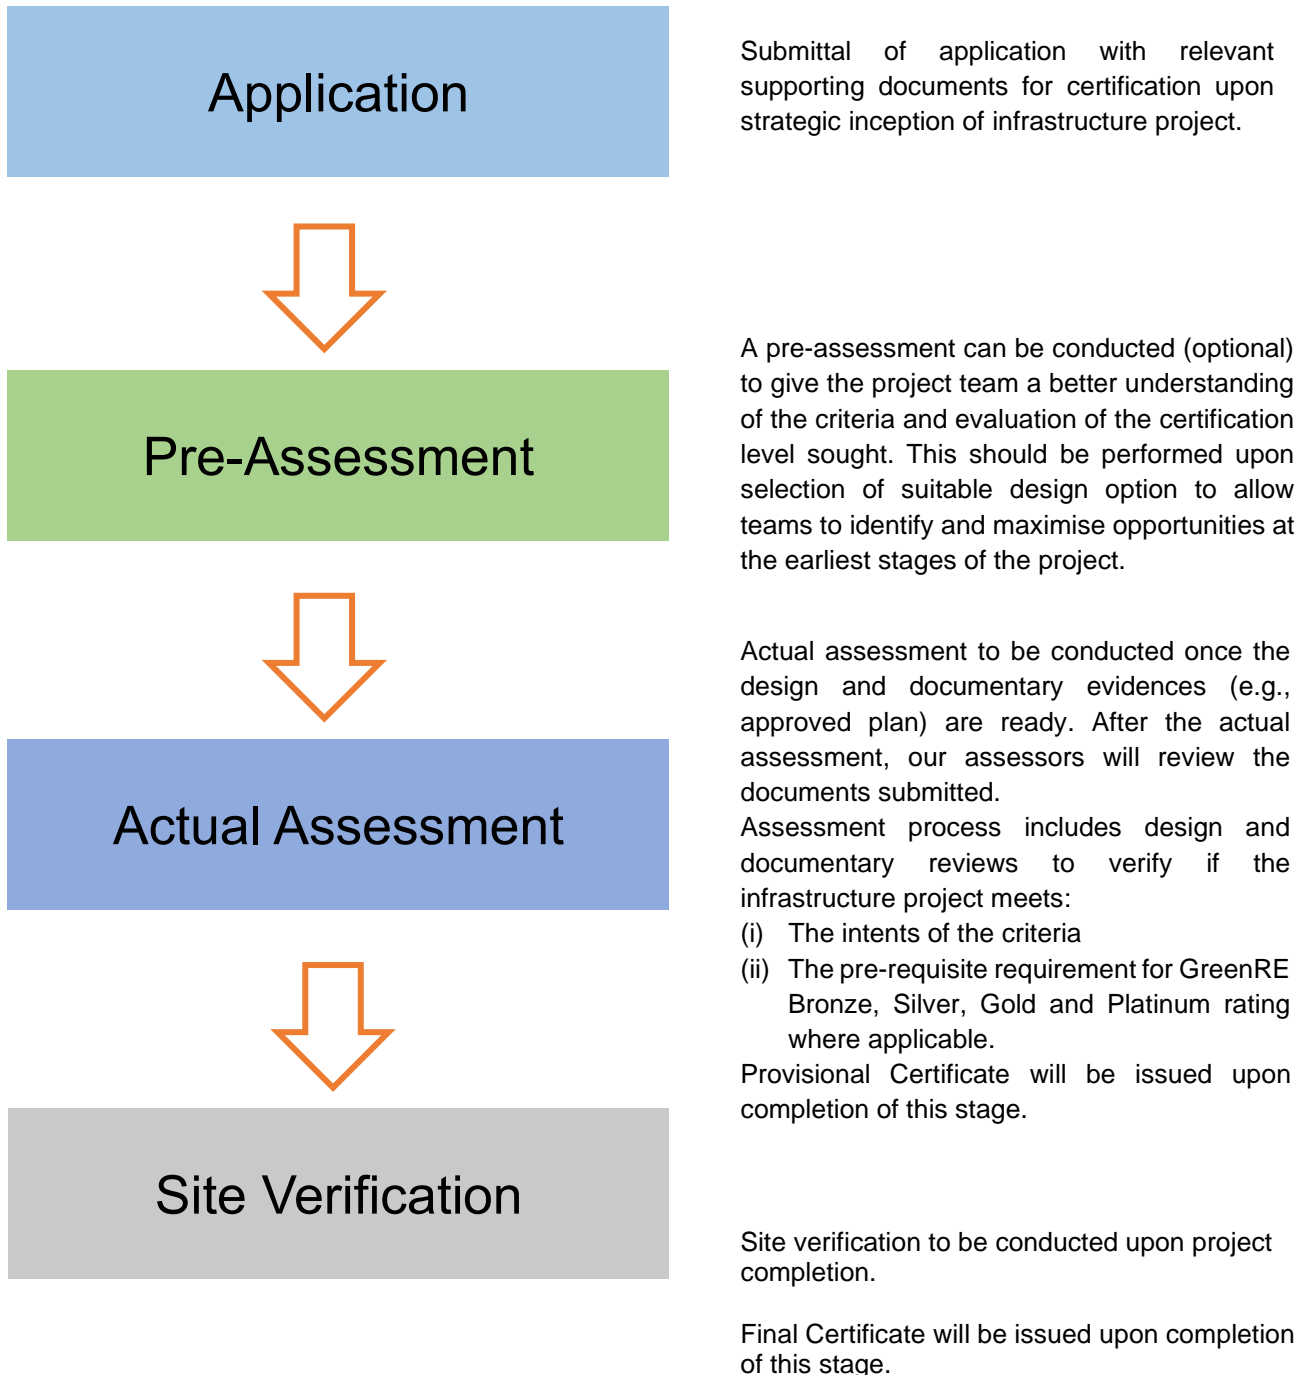 Application
Submittal of application with relevant
supporting documents for certification upon
strategic inception of infrastructure project.
Pre-Assessment
A pre-assessment can be conducted (optional)
to give the project team a better understanding
of the criteria and evaluation of the certification
level sought. This should be performed upon
selection of suitable design option to allow
teams to identify and maximise opportunities at
the earliest stages of the project.
Actual Assessment
Actual assessment to be conducted once the
design and documentary evidences (e.g.,
approved plan) are ready. After the actual
assessment, our assessors will review the
documents submitted.
Assessment process includes design and
documentary reviews to verify if the
infrastructure project meets:
(i) The intents of the criteria
(ii) The pre-requisite requirement for GreenRE
Bronze, Silver, Gold and Platinum rating
where applicable.
Provisional Certificate will be issued upon
completion of this stage.
Site Verification
Site verification to be conducted upon project
completion.
Final Certificate will be issued upon completion
of this stage.